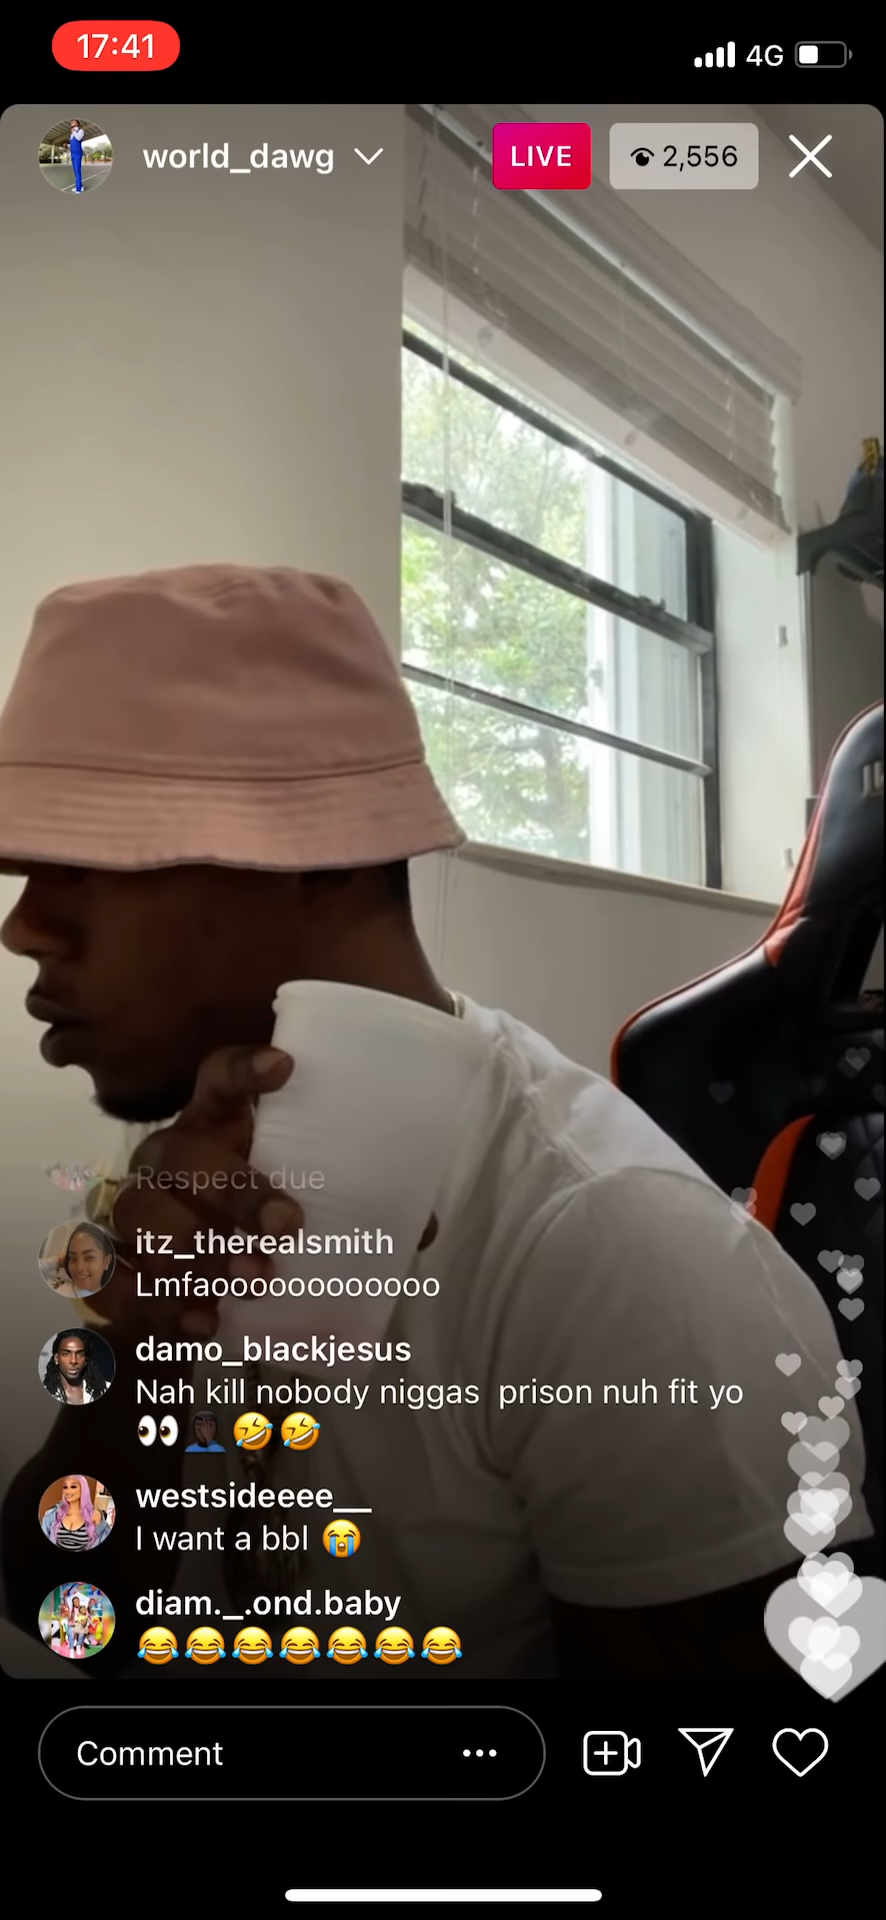 17:41
4G
world_dawg
LIVE
2,556
Respect due
itz_therealsmith
Lmfaoooooooooooo
damo_blackjesus
Nah kill nobody niggas prison nuh fit yo
👀🤦🏿‍♂️🤣🤣
westsideeee__
I want a bbl 😭
diam._.ond.baby
😂😂😂😂😂😂😂
Comment